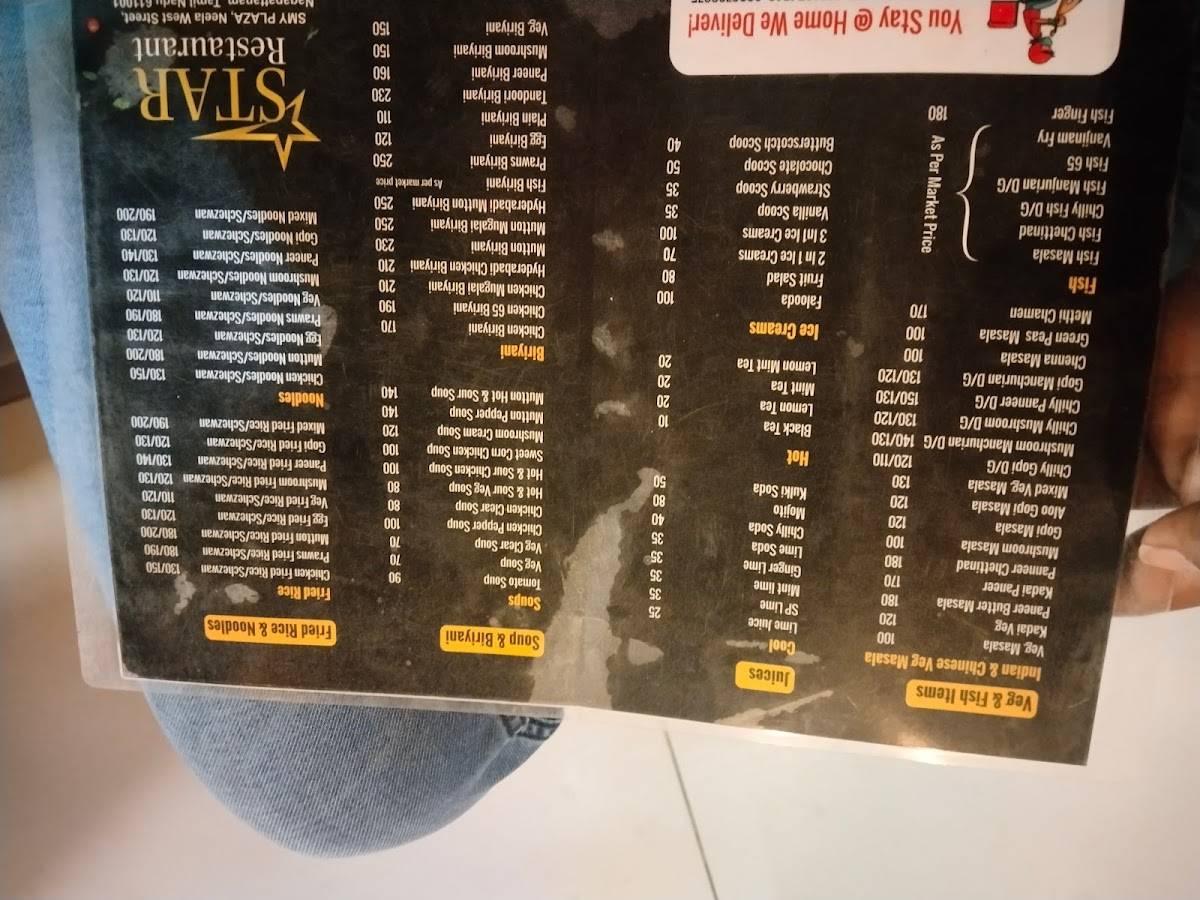 Veg & Fish Items
Indian & Chinese Veg Masala
Veg. Masala 100
Kadai Veg 120
Paneer Butter Masala 180
Kadai Paneer 170
Panneer Chettinad 180
Mushroom Masala 100
Gopi Masala 120
Aloo Gopi Masala 120
Mixed Veg Masala 130
Chilly Gopi D/G 120/110
Mushroom Manchurian D/G 140/130
Chilly Mushroom D/G 130/120
Chilly Panneer D/G 150/130
Gopi Manchurian D/G 130/120
Chenna Masala 100
Green Peas Masala 100
Methi Chamen 170
Fish
Fish Masala
Fish Chettinad
Chilly Fish D/G
Fish Manjurian D/G
Fish 65
Vanjinam Fry
As Per Market Price
Fish Finger 180
Juices
Cool
Lime Juice 25
SP Lime 35
Mint lime 35
Ginger Lime 35
Lime Soda 35
Chilly Soda 40
Mojito 80
Kulki Soda 50
Hot
Black Tea 10
Lemon Tea 20
Mint Tea 20
Lemon Mint Tea 20
Ice Creams
Falooda 100
Fruit Salad 80
2 In 1 Ice Creams 70
3 In1 Ice Creams 100
Vanilla Scoop 35
Strawberry Scoop 35
Chocolate Scoop 50
Butterscotch Scoop 40
You Stay @ Home We Deliver!
Soup & Biriyani
Soups
Tomato Soup 90
Veg Soup 70
Veg Clear Soup 70
Chicken Pepper Soup 100
Chicken Clear Soup 80
Hot & Sour Veg Soup 80
Hot & Sour Chicken Soup 100
Sweet Corn Chicken Soup 100
Mushroom Cream Soup 120
Mutton Pepper Soup 140
Mutton Hot & Sour Soup 140
Biriyani
Chicken Biriyani 170
Chicken 65 Biriyani 190
Chicken Mugalai Biriyani 210
Hyderabadi Chicken Biriyani 210
Mutton Biriyani 230
Mutton Mugalai Biriyani 250
Hyderabadi Mutton Biriyani 250
Fish Biriyani As per market price
Prawns Biriyani 250
Egg Biriyani 120
Plain Biriyani 110
Tandoori Biriyani 230
Paneer Biriyani 160
Mushroom Biriyani 150
Veg Biriyani 150
Fried Rice & Noodles
Fried Rice
Chicken Fried Rice/Schezwan 130/150
Prawns Fried Rice/Schezwan 180/190
Mutton Fried Rice/Schezwan 180/200
Egg Fried Rice/Schezwan 120/130
Veg Fried Rice/Schezwan 110/120
Mushroom Fried Rice/Schezwan 120/130
Paneer Fried Rice/Schezwan 130/140
Gopi Fried Rice/Schezwan 120/130
Mixed Fried Rice/Schezwan 190/200
Noodles
Chicken Noodles/Schezwan 130/150
Mutton Noodles/Schezwan 180/200
Egg Noodles/Schezwan 120/130
Prawns Noodles/Schezwan 180/190
Veg Noodles/Schezwan 110/120
Mushroom Noodles/Schezwan 120/130
Paneer Noodles/Schezwan 130/140
Gopi Noodles/Schezwan 120/130
Mixed Noodles/Schezwan 190/200
STAR
Restaurant
SMY PLAZA, Neela West Street,
Nagapattanam, Tamil Nadu 611001